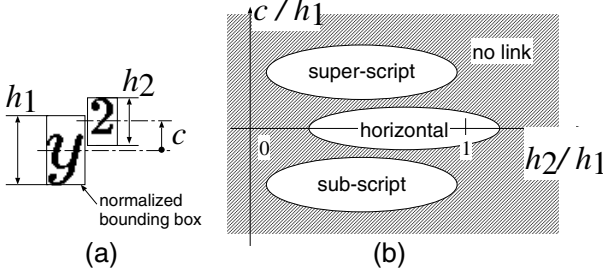 h1
y
2
h2
c
normalized
bounding box
(a)
c / h1
no link
super-script
horizontal
0
1
h2/ h1
sub-script
(b)